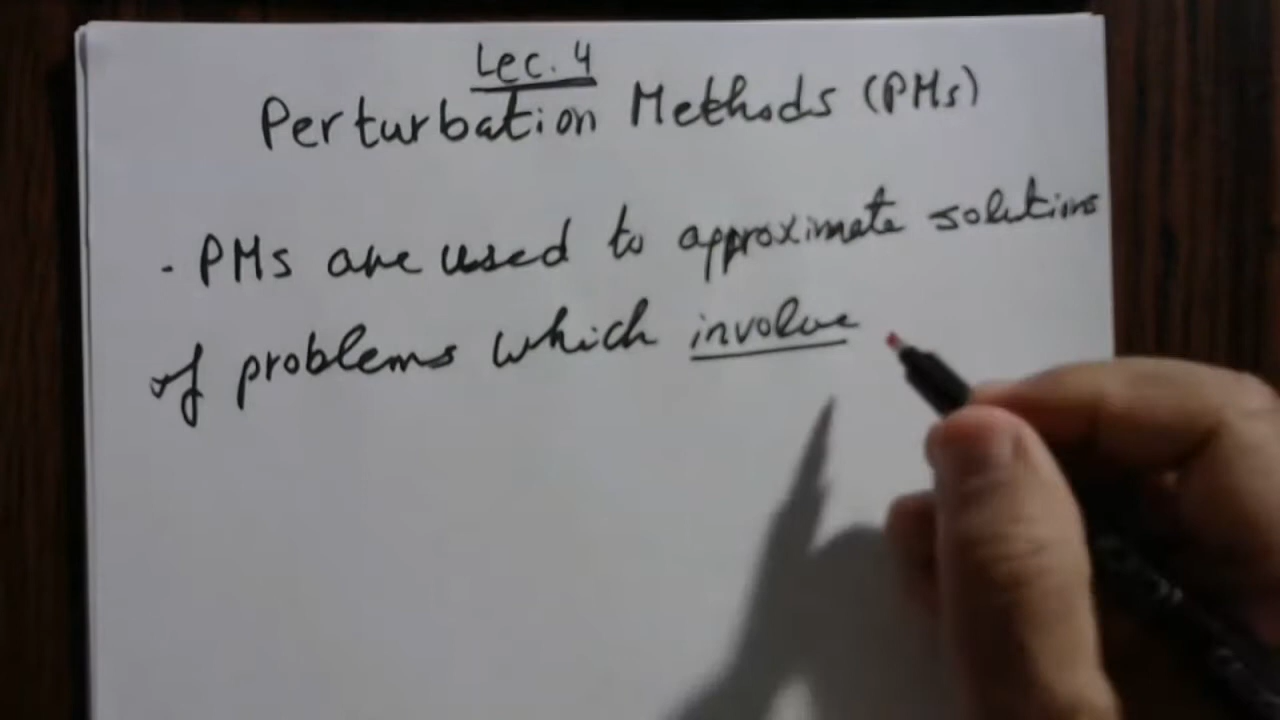 Lec. 4
Perturbation Methods (PMs)
- PMs are used to approximate solutions
of problems which involve